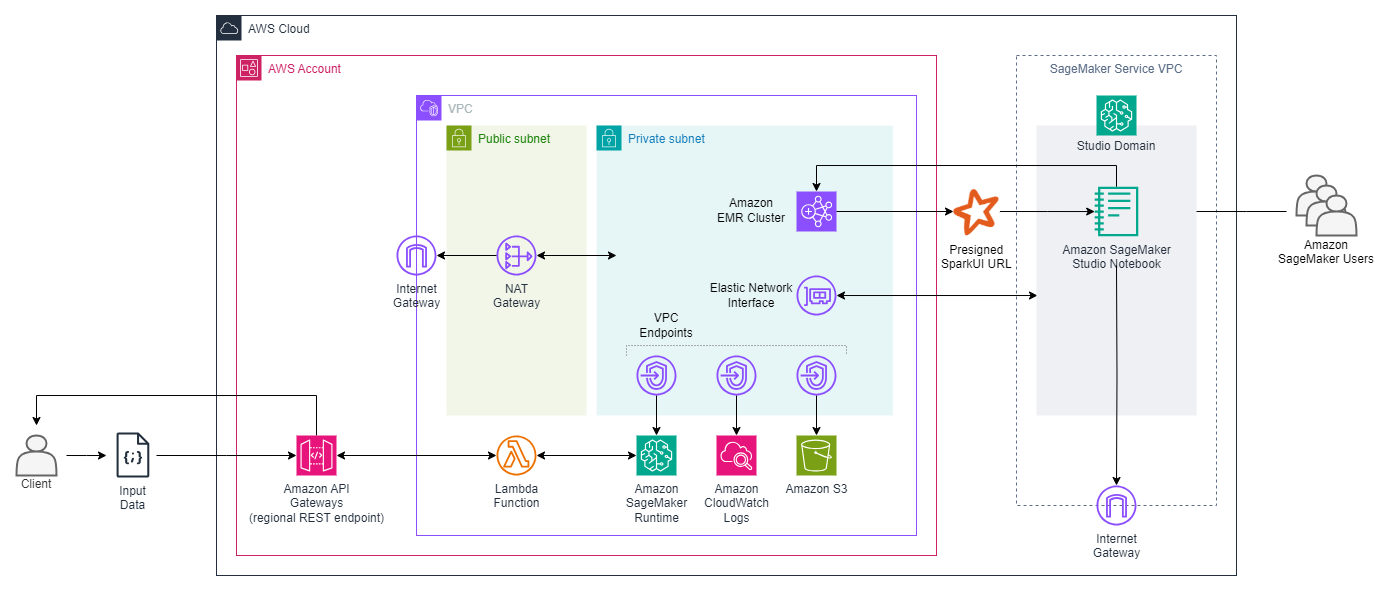 AWS Cloud
AWS Account
SageMaker Service VPC
VPC
Public subnet
Private subnet
Studio Domain
Amazon
EMR Cluster
Presigned
SparkUI URL
Amazon SageMaker
Studio Notebook
Amazon
SageMaker Users
Internet
Gateway
NAT
Gateway
Elastic Network
Interface
VPC
Endpoints
{;}
</>
Client
Input
Data
Amazon API
Gateways
(regional REST endpoint)
Lambda
Function
Amazon
SageMaker
Runtime
Amazon
CloudWatch
Logs
Amazon S3
Internet
Gateway